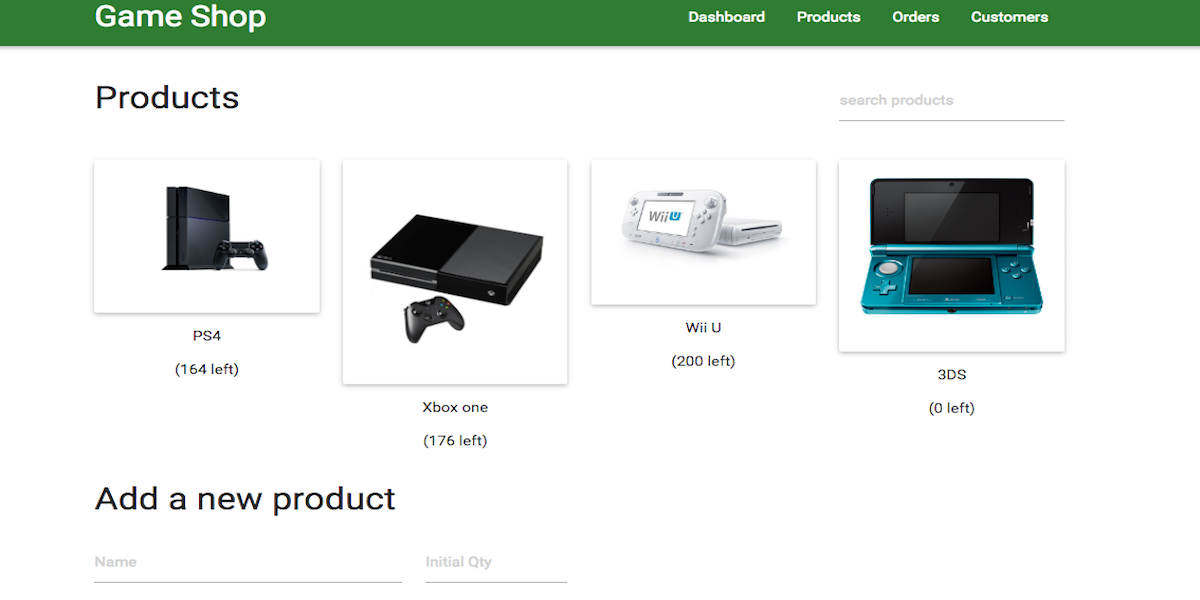 Game Shop
Dashboard Products Orders Customers
Products
search products
Wii U
PS4
(164 left)
Xbox one
(176 left)
Wii U
(200 left)
3DS
(0 left)
Add a new product
Name
Initial Qty